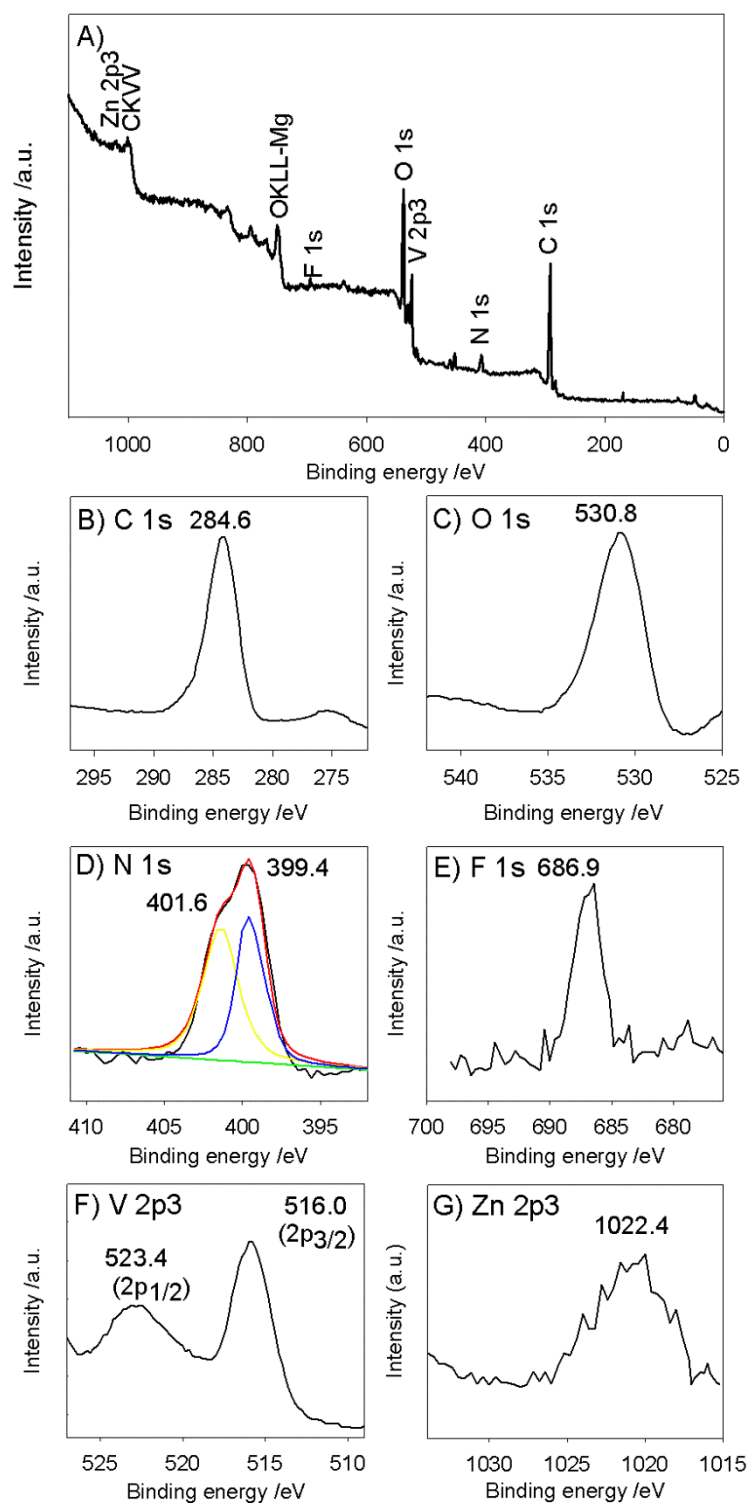 A)
Zn 2p3
CKVV
OKLL-Mg
F 1s
O 1s
V 2p3
N 1s
C 1s
Intensity /a.u.
1000 800 600 400 200 0
Binding energy /eV
B) C 1s 284.6
Intensity /a.u.
295 290 285 280 275
Binding energy /eV
C) O 1s 530.8
Intensity /a.u.
540 535 530 525
Binding energy /eV
D) N 1s
399.4
401.6
Intensity /a.u.
410 405 400 395
Binding energy /eV
E) F 1s 686.9
Intensity /a.u.
700 695 690 685 680
Binding energy /eV
F) V 2p3
516.0
(2p3/2)
523.4
(2p1/2)
Intensity /a.u.
525 520 515 510
Binding energy /eV
G) Zn 2p3
1022.4
Intensity (a.u.)
1030 1025 1020 1015
Binding energy /eV